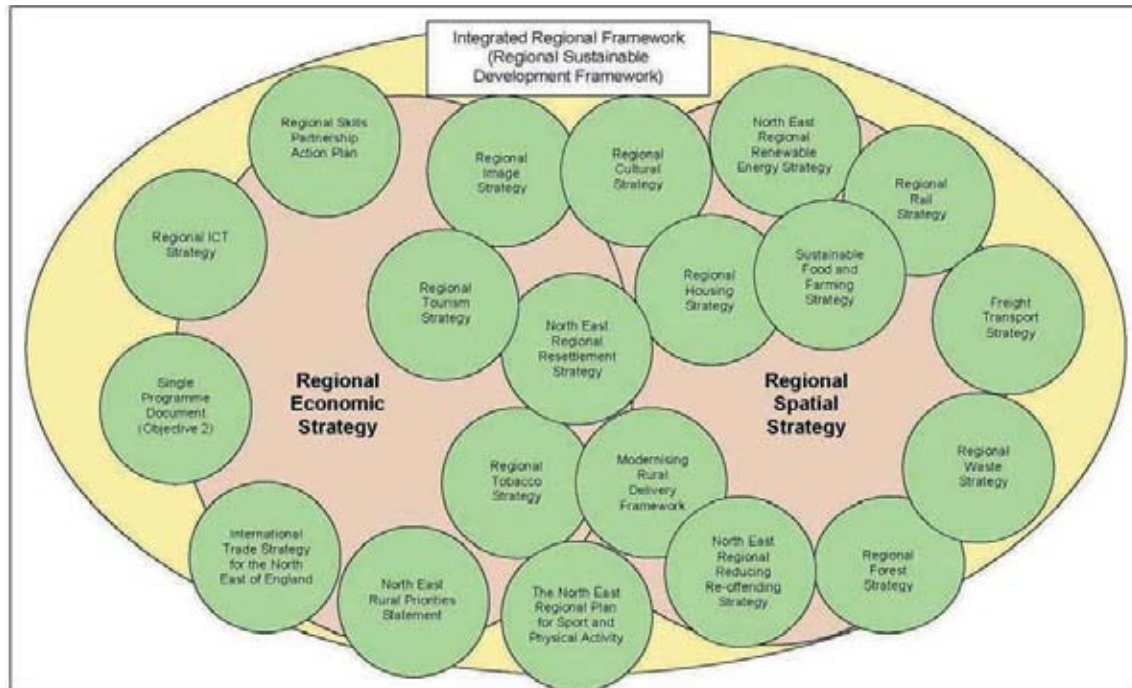 Integrated Regional Framework
(Regional Sustainable
Development Framework)
Regional Skills
Partnership
Action Plan
Regional
Image
Strategy
Regional
Cultural
Strategy
North East
Regional
Renewable
Energy Strategy
Regional
Rail
Strategy
Regional ICT
Strategy
Regional
Tourism
Strategy
Regional
Housing
Strategy
Sustainable
Food and
Farming
Strategy
Freight
Transport
Strategy
North East
Regional
Resettlement
Strategy
Single
Programme
Document
(Objective 2)
Regional
Economic
Strategy
Regional
Spatial
Strategy
Regional
Tobacco
Strategy
Modernising
Rural
Delivery
Framework
Regional
Waste
Strategy
International
Trade Strategy
for the North
East of England
North East
Rural Priorities
Statement
The North East
Regional Plan
for Sport and
Physical Activity
North East
Regional
Reducing
Re-offending
Strategy
Regional
Forest
Strategy